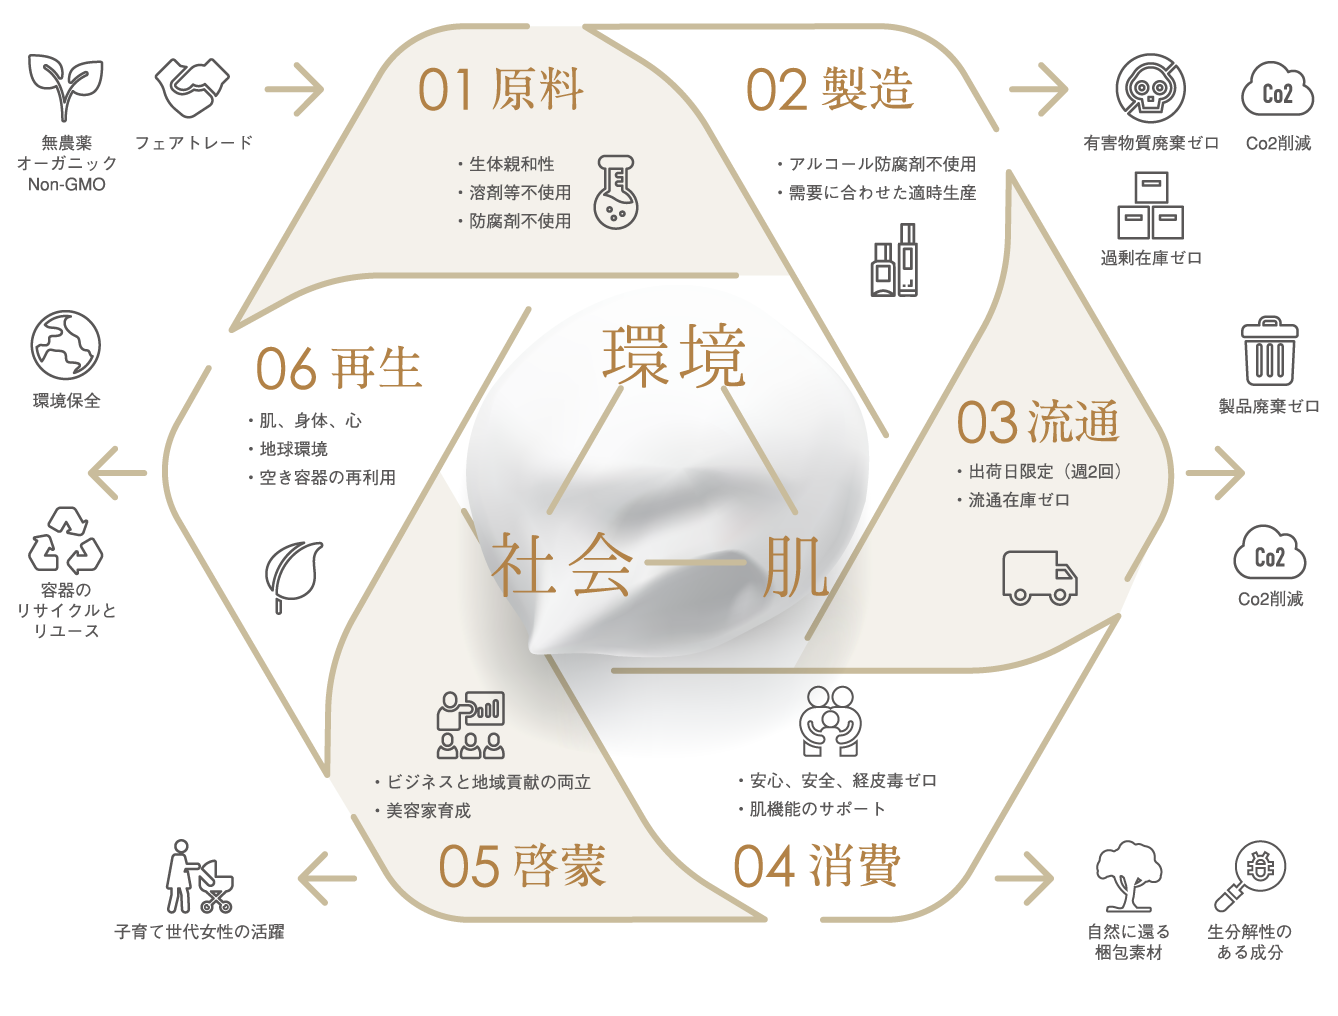 無農薬
オーガニック
Non-GMO
フェアトレード
01 原料
・生体親和性
・溶剤等不使用
・防腐剤不使用
02 製造
・アルコール防腐剤不使用
・需要に合わせた適時生産
有害物質廃棄ゼロ
Co2
Co2削減
過剰在庫ゼロ
03 流通
・出荷日限定（週2回）
・流通在庫ゼロ
製品廃棄ゼロ
Co2
Co2削減
環境
社会
肌
06 再生
・肌、身体、心
・地球環境
・空き容器の再利用
環境保全
容器の
リサイクルと
リユース
・ビジネスと地域貢献の両立
・美容家育成
05 啓蒙
子育て世代女性の活躍
・安心、安全、経皮毒ゼロ
・肌機能のサポート
04 消費
自然に還る
梱包素材
生分解性の
ある成分